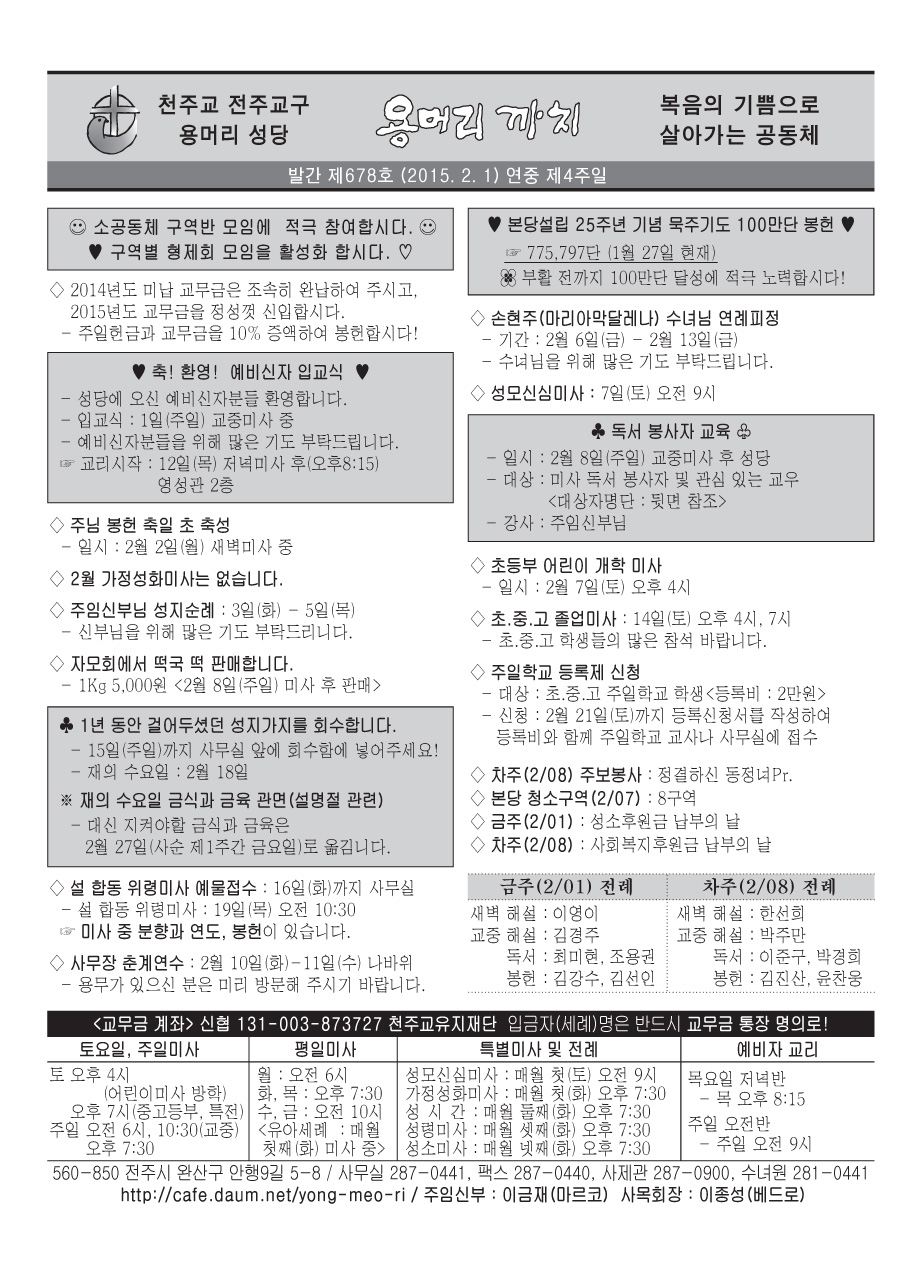 천주교 전주교구
용머리 성당
용머리 까치
복음의 기쁨으로
살아가는 공동체
발간 제678호 (2015. 2. 1) 연중 제4주일
☺ 소공동체 구역반 모임에 적극 참여합시다. ☺
♥ 구역별 형제회 모임을 활성화 합시다. ♡
◇ 2014년도 미납 교무금은 조속히 완납하여 주시고,
2015년도 교무금을 정성껏 신입합시다.
- 주일헌금과 교무금을 10% 증액하여 봉헌합시다!
♥ 축! 환영! 예비신자 입교식 ♥
- 성당에 오신 예비신자분들 환영합니다.
- 입교식 : 1일(주일) 교중미사 중
- 예비신자분들을 위해 많은 기도 부탁드립니다.
☞ 교리시작 : 12일(목) 저녁미사 후(오후8:15)
영성관 2층
◇ 주님 봉헌 축일 초 축성
- 일시 : 2월 2일(월) 새벽미사 중
◇ 2월 가정성화미사는 없습니다.
◇ 주임신부님 성지순례 : 3일(화) - 5일(목)
- 신부님을 위해 많은 기도 부탁드리니다.
◇ 자모회에서 떡국 떡 판매합니다.
- 1Kg 5,000원 <2월 8일(주일) 미사 후 판매>
♣ 1년 동안 걸어두셨던 성지가지를 회수합니다.
- 15일(주일)까지 사무실 앞에 회수함에 넣어주세요!
- 재의 수요일 : 2월 18일
※ 재의 수요일 금식과 금육 관면(설명절 관련)
- 대신 지켜야할 금식과 금육은
2월 27일(사순 제1주간 금요일)로 옮깁니다.
◇ 설 합동 위령미사 예물접수 : 16일(화)까지 사무실
- 설 합동 위령미사 : 19일(목) 오전 10:30
☞ 미사 중 분향과 연도, 봉헌이 있습니다.
◇ 사무장 춘계연수 : 2월 10일(화)-11일(수) 나바위
- 용무가 있으신 분은 미리 방문해 주시기 바랍니다.
♥ 본당설립 25주년 기념 묵주기도 100만단 봉헌 ♥
☞ 775,797단 (1월 27일 현재)
부활 전까지 100만단 달성에 적극 노력합시다!
◇ 손현주(마리아막달레나) 수녀님 연례피정
- 기간 : 2월 6일(금) - 2월 13일(금)
- 수녀님을 위해 많은 기도 부탁드립니다.
◇ 성모신심미사 : 7일(토) 오전 9시
♣ 독서 봉사자 교육 ♧
- 일시 : 2월 8일(주일) 교중미사 후 성당
- 대상 : 미사 독서 봉사자 및 관심 있는 교우
<대상자명단 : 뒷면 참조>
- 강사 : 주임신부님
◇ 초등부 어린이 개학 미사
- 일시 : 2월 7일(토) 오후 4시
◇ 초.중.고 졸업미사 : 14일(토) 오후 4시, 7시
- 초.중.고 학생들의 많은 참석 바랍니다.
◇ 주일학교 등록제 신청
- 대상 : 초.중.고 주일학교 학생<등록비 : 2만원>
- 신청 : 2월 21일(토)까지 등록신청서를 작성하여
등록비와 함께 주일학교 교사나 사무실에 접수
◇ 차주(2/08) 주보봉사 : 정결하신 동정녀Pr.
◇ 본당 청소구역(2/07) : 8구역
◇ 금주(2/01) : 성소후원금 납부의 날
◇ 차주(2/08) : 사회복지후원금 납부의 날
금주(2/01) 전례
새벽 해설 : 이영이
교중 해설 : 김경주
독서 : 최미현, 조용권
봉헌 : 김강수, 김선인
차주(2/08) 전례
새벽 해설 : 한선희
교중 해설 : 박주만
독서 : 이준구, 박경희
봉헌 : 김진산, 윤찬웅
<교무금 계좌> 신협 131-003-873727 천주교유지재단 입금자(세례)명은 반드시 교무금 통장 명의로!
토요일, 주일미사
토 오후 4시
(어린이미사 방학)
오후 7시(중고등부, 특전)
주일 오전 6시, 10:30(교중)
오후 7:30
평일미사
월 : 오전 6시
화, 목 : 오후 7:30
수, 금 : 오전 10시
<유아세례 : 매월
첫째(화) 미사 중>
특별미사 및 전례
성모신심미사 : 매월 첫(토) 오전 9시
가정성화미사 : 매월 첫(화) 오후 7:30
성 시 간 : 매월 둘째(화) 오후 7:30
성령미사 : 매월 셋째(화) 오후 7:30
성소미사 : 매월 넷째(화) 오후 7:30
예비자 교리
목요일 저녁반
- 목 오후 8:15
주일 오전반
- 주일 오전 9시
560-850 전주시 완산구 안행9길 5-8 / 사무실 287-0441, 팩스 287-0440, 사제관 287-0900, 수녀원 281-0441
http://cafe.daum.net/yong-meo-ri / 주임신부 : 이금재(마르코) 사목회장 : 이종성(베드로)